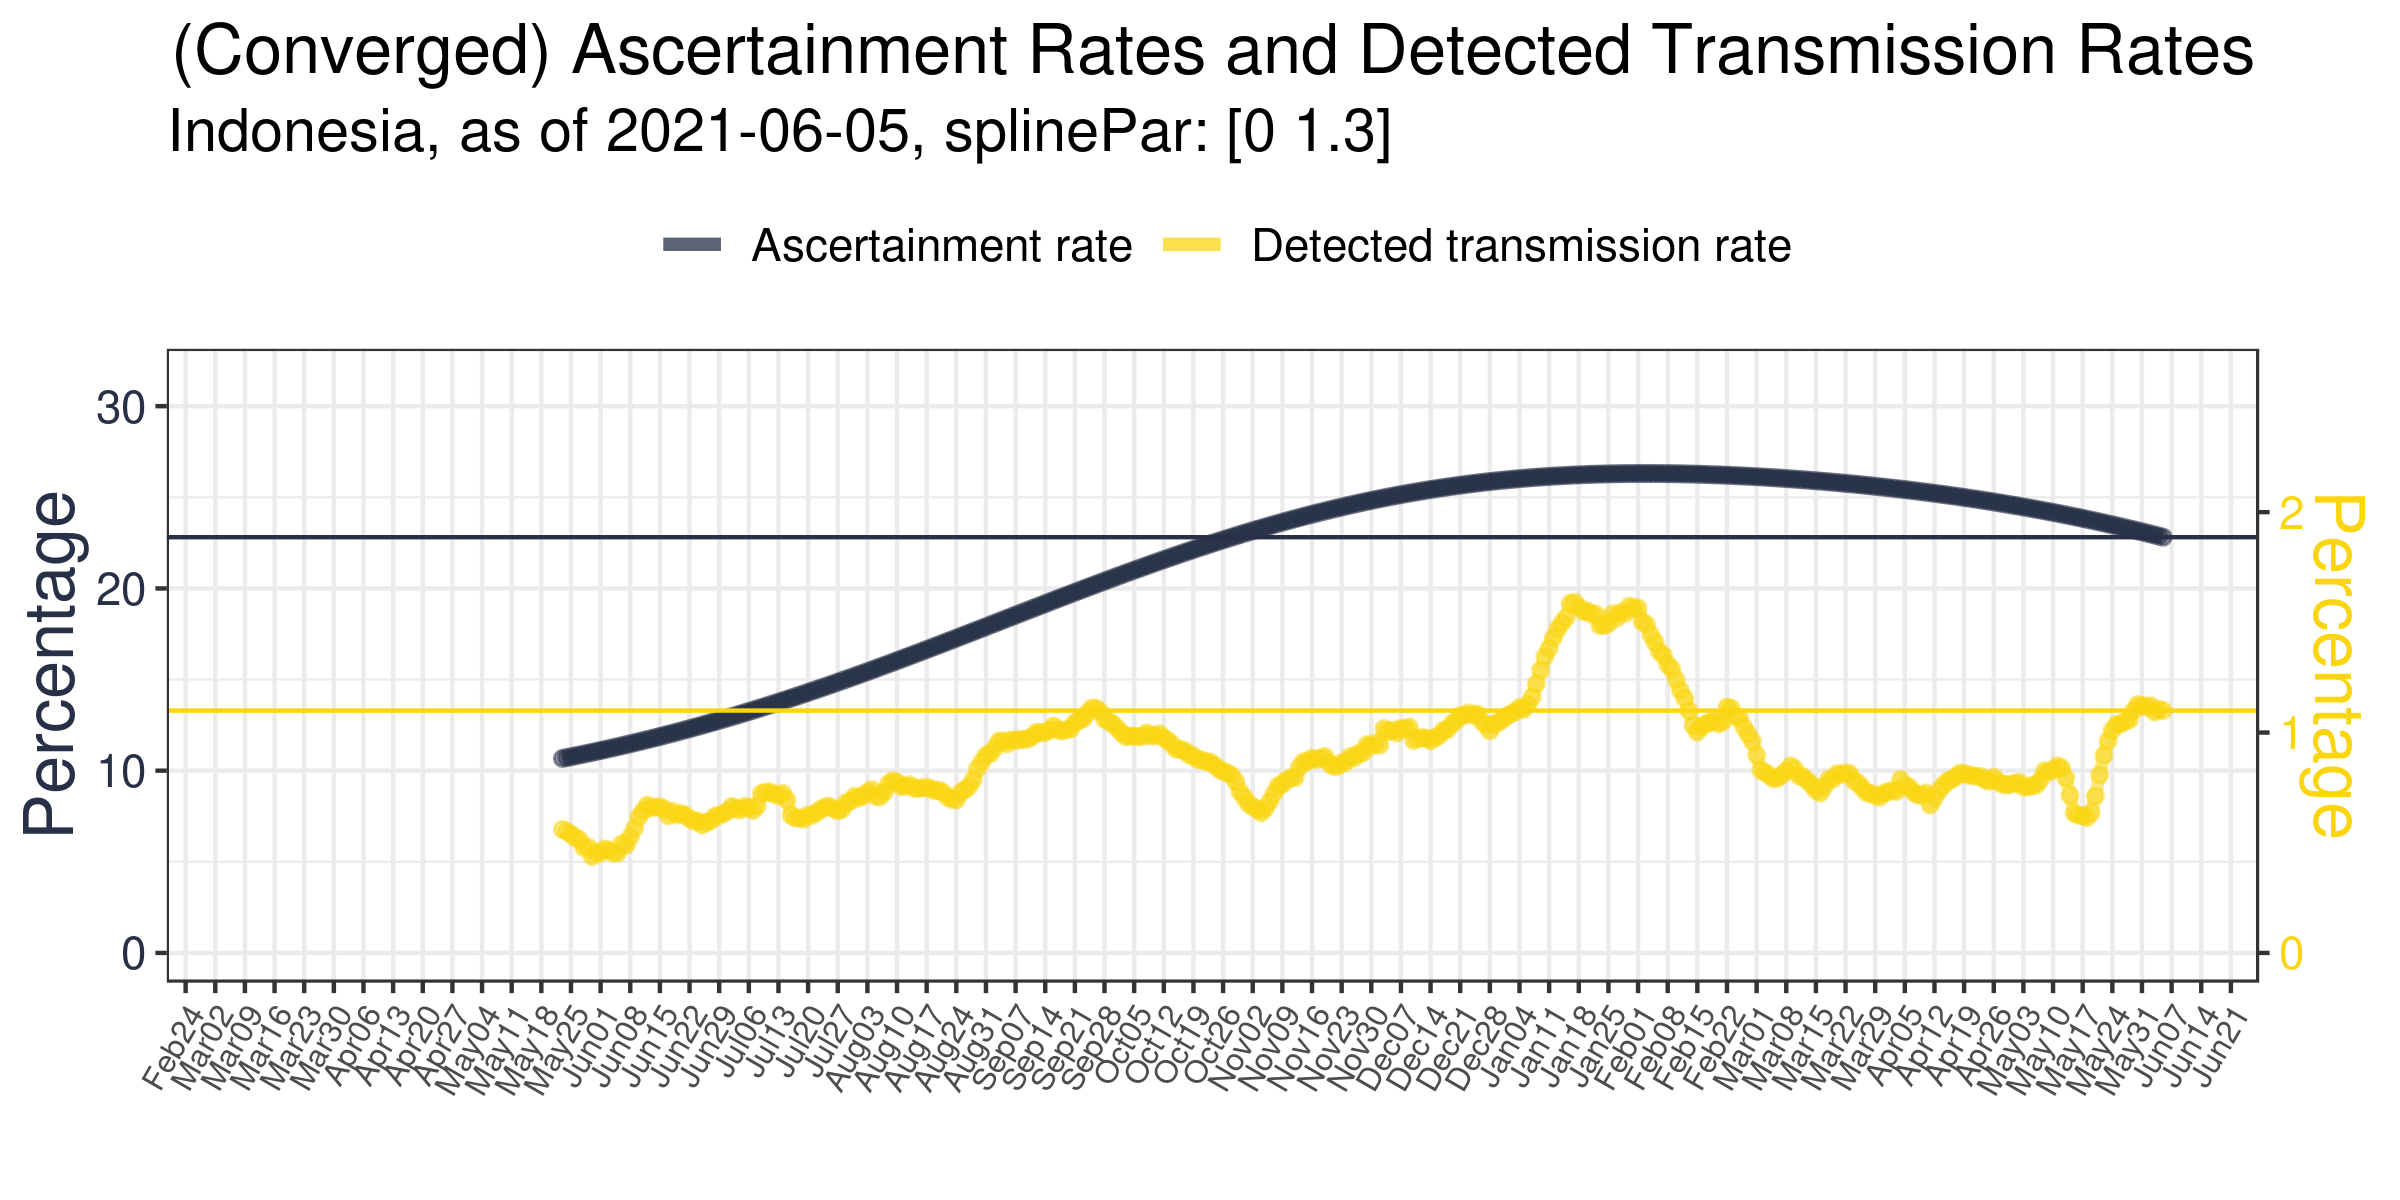 (Converged) Ascertainment Rates and Detected Transmission Rates
Indonesia, as of 2021-06-05, splinePar: [0 1.3]
Ascertainment rate
Detected transmission rate
Percentage
30
20
10
0
2
1
0
Percentage
Feb24
Mar02
Mar09
Mar16
Mar23
Mar30
Apr06
Apr13
Apr20
Apr27
May04
May11
May18
May25
Jun01
Jun08
Jun15
Jun22
Jun29
Jul06
Jul13
Jul20
Jul27
Aug03
Aug10
Aug17
Aug24
Aug31
Sep07
Sep14
Sep21
Sep28
Oct05
Oct12
Oct19
Oct26
Nov02
Nov09
Nov16
Nov23
Nov30
Dec07
Dec14
Dec21
Dec28
Jan04
Jan11
Jan18
Jan25
Feb01
Feb08
Feb15
Feb22
Mar01
Mar08
Mar15
Mar22
Mar29
Apr05
Apr12
Apr19
Apr26
May03
May10
May17
May24
May31
Jun07
Jun14
Jun21